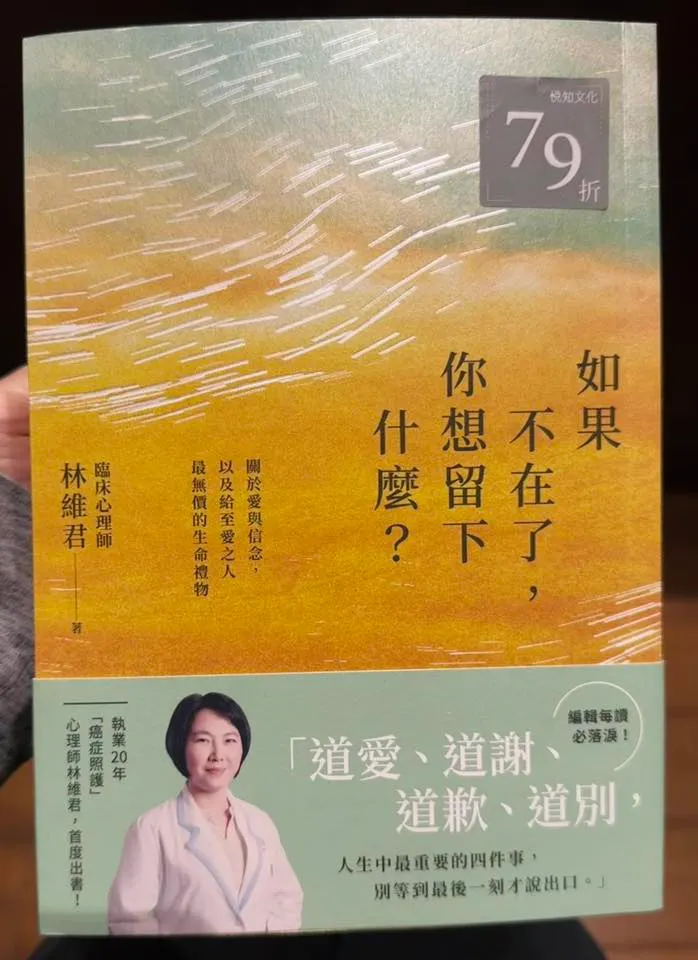 悅知文化
79折
如果
不在了，
你想留下
什麼？
關於愛與信念，
以及給至愛之人
最無價的生命禮物
臨床心理師
林維君
著
編輯每讀
必落淚！
「道愛、道謝、
道歉、道別，
人生中最重要的四件事，
別等到最後一刻才說出口。」
執業20年
「癌症照護」
心理師林維君，首度出書！